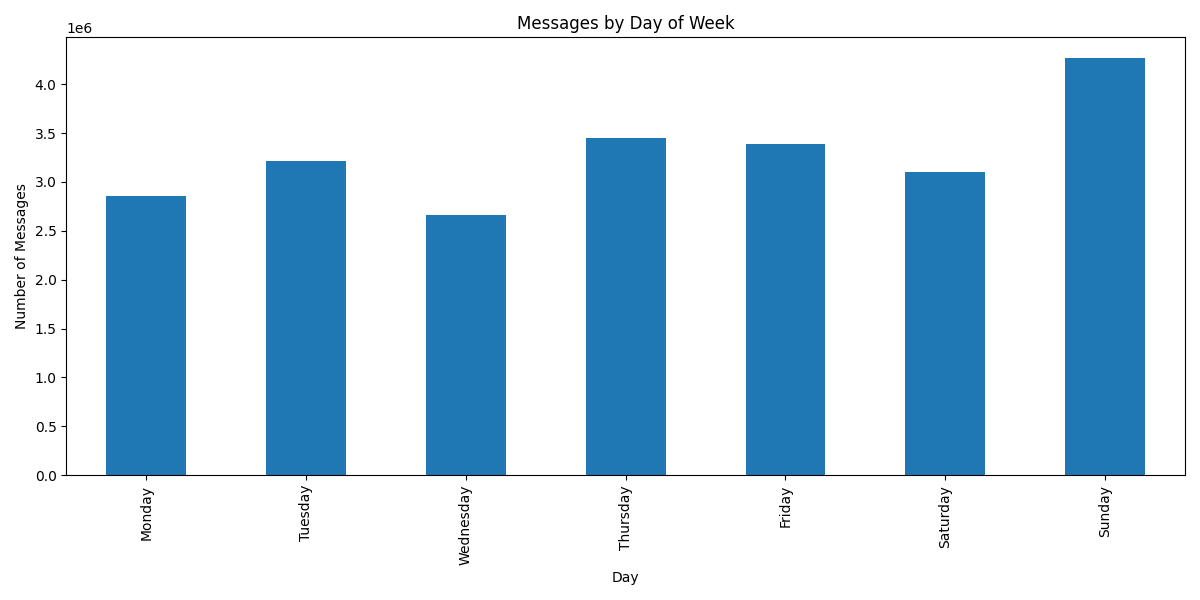 Messages by Day of Week
1e6
4.0
3.5
3.0
2.5
2.0
1.5
1.0
0.5
0.0
Number of Messages
Monday
Tuesday
Wednesday
Thursday
Friday
Saturday
Sunday
Day